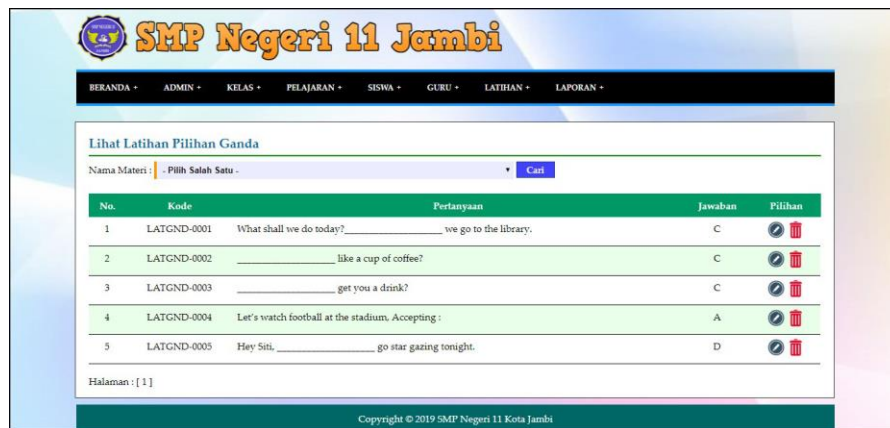 SMP Negeri 11 Jambi
BERANDA + ADMIN + KELAS + PELAJARAN + SISWA + GURU + LATIHAN + LAPORAN +
Lihat Latihan Pilihan Ganda
Nama Materi : - Pilih Salah Satu - Cari
No. Kode Pertanyaan Jawaban Pilihan
1 LATGND-0001 What shall we do today?____________________ we go to the library. C
2 LATGND-0002 ____________________ like a cup of coffee? C
3 LATGND-0003 ____________________ get you a drink? C
4 LATGND-0004 Let's watch football at the stadium, Accepting : A
5 LATGND-0005 Hey Siti, ____________________ go star gazing tonight. D
Halaman : [ 1 ]
Copyright © 2019 SMP Negeri 11 Kota Jambi